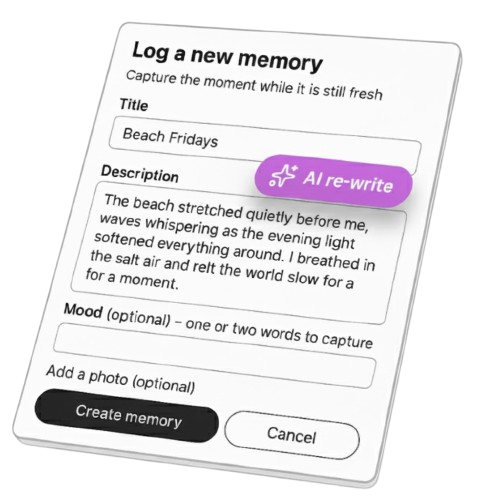 Log a new memory
Capture the moment while it is still fresh
Title
Beach Fridays
AI re-write
Description
The beach stretched quietly before me,
waves whispering as the evening light
softened everything around. I breathed in
the salt air and relt the world slow for a
for a moment.
Mood (optional) – one or two words to capture
Add a photo (optional)
Create memory
Cancel